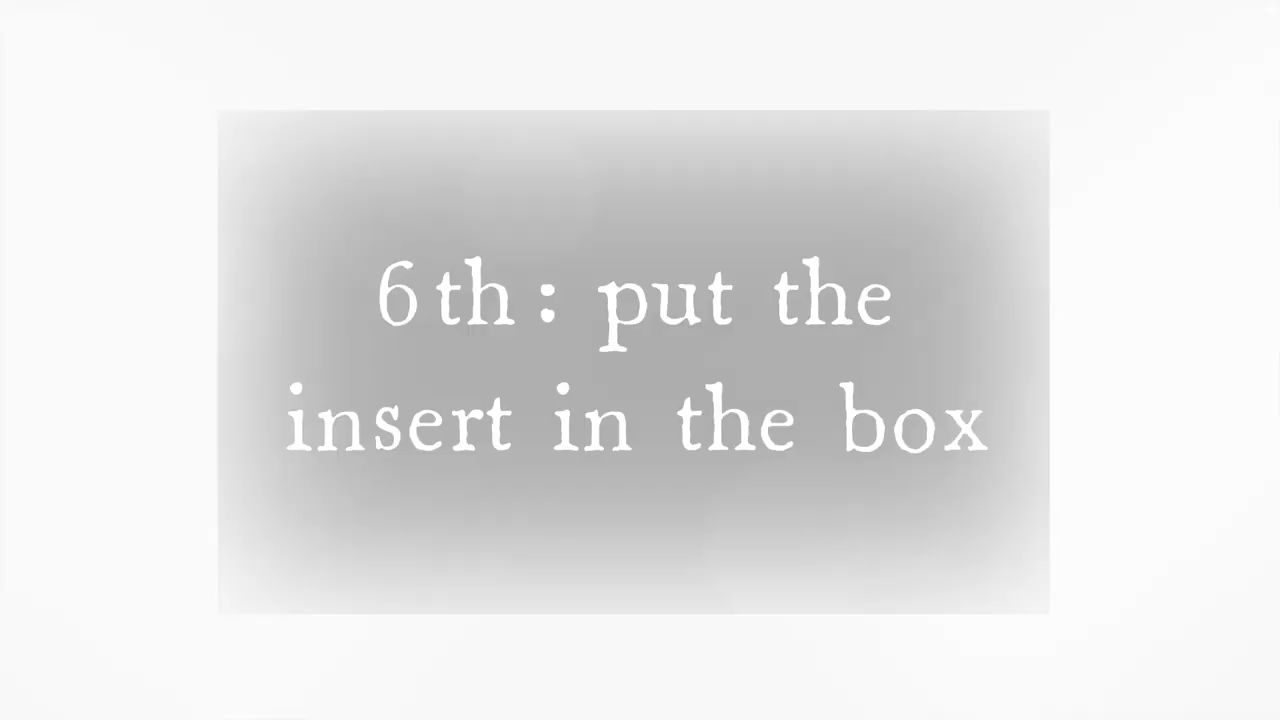 6th: put the
insert in the box